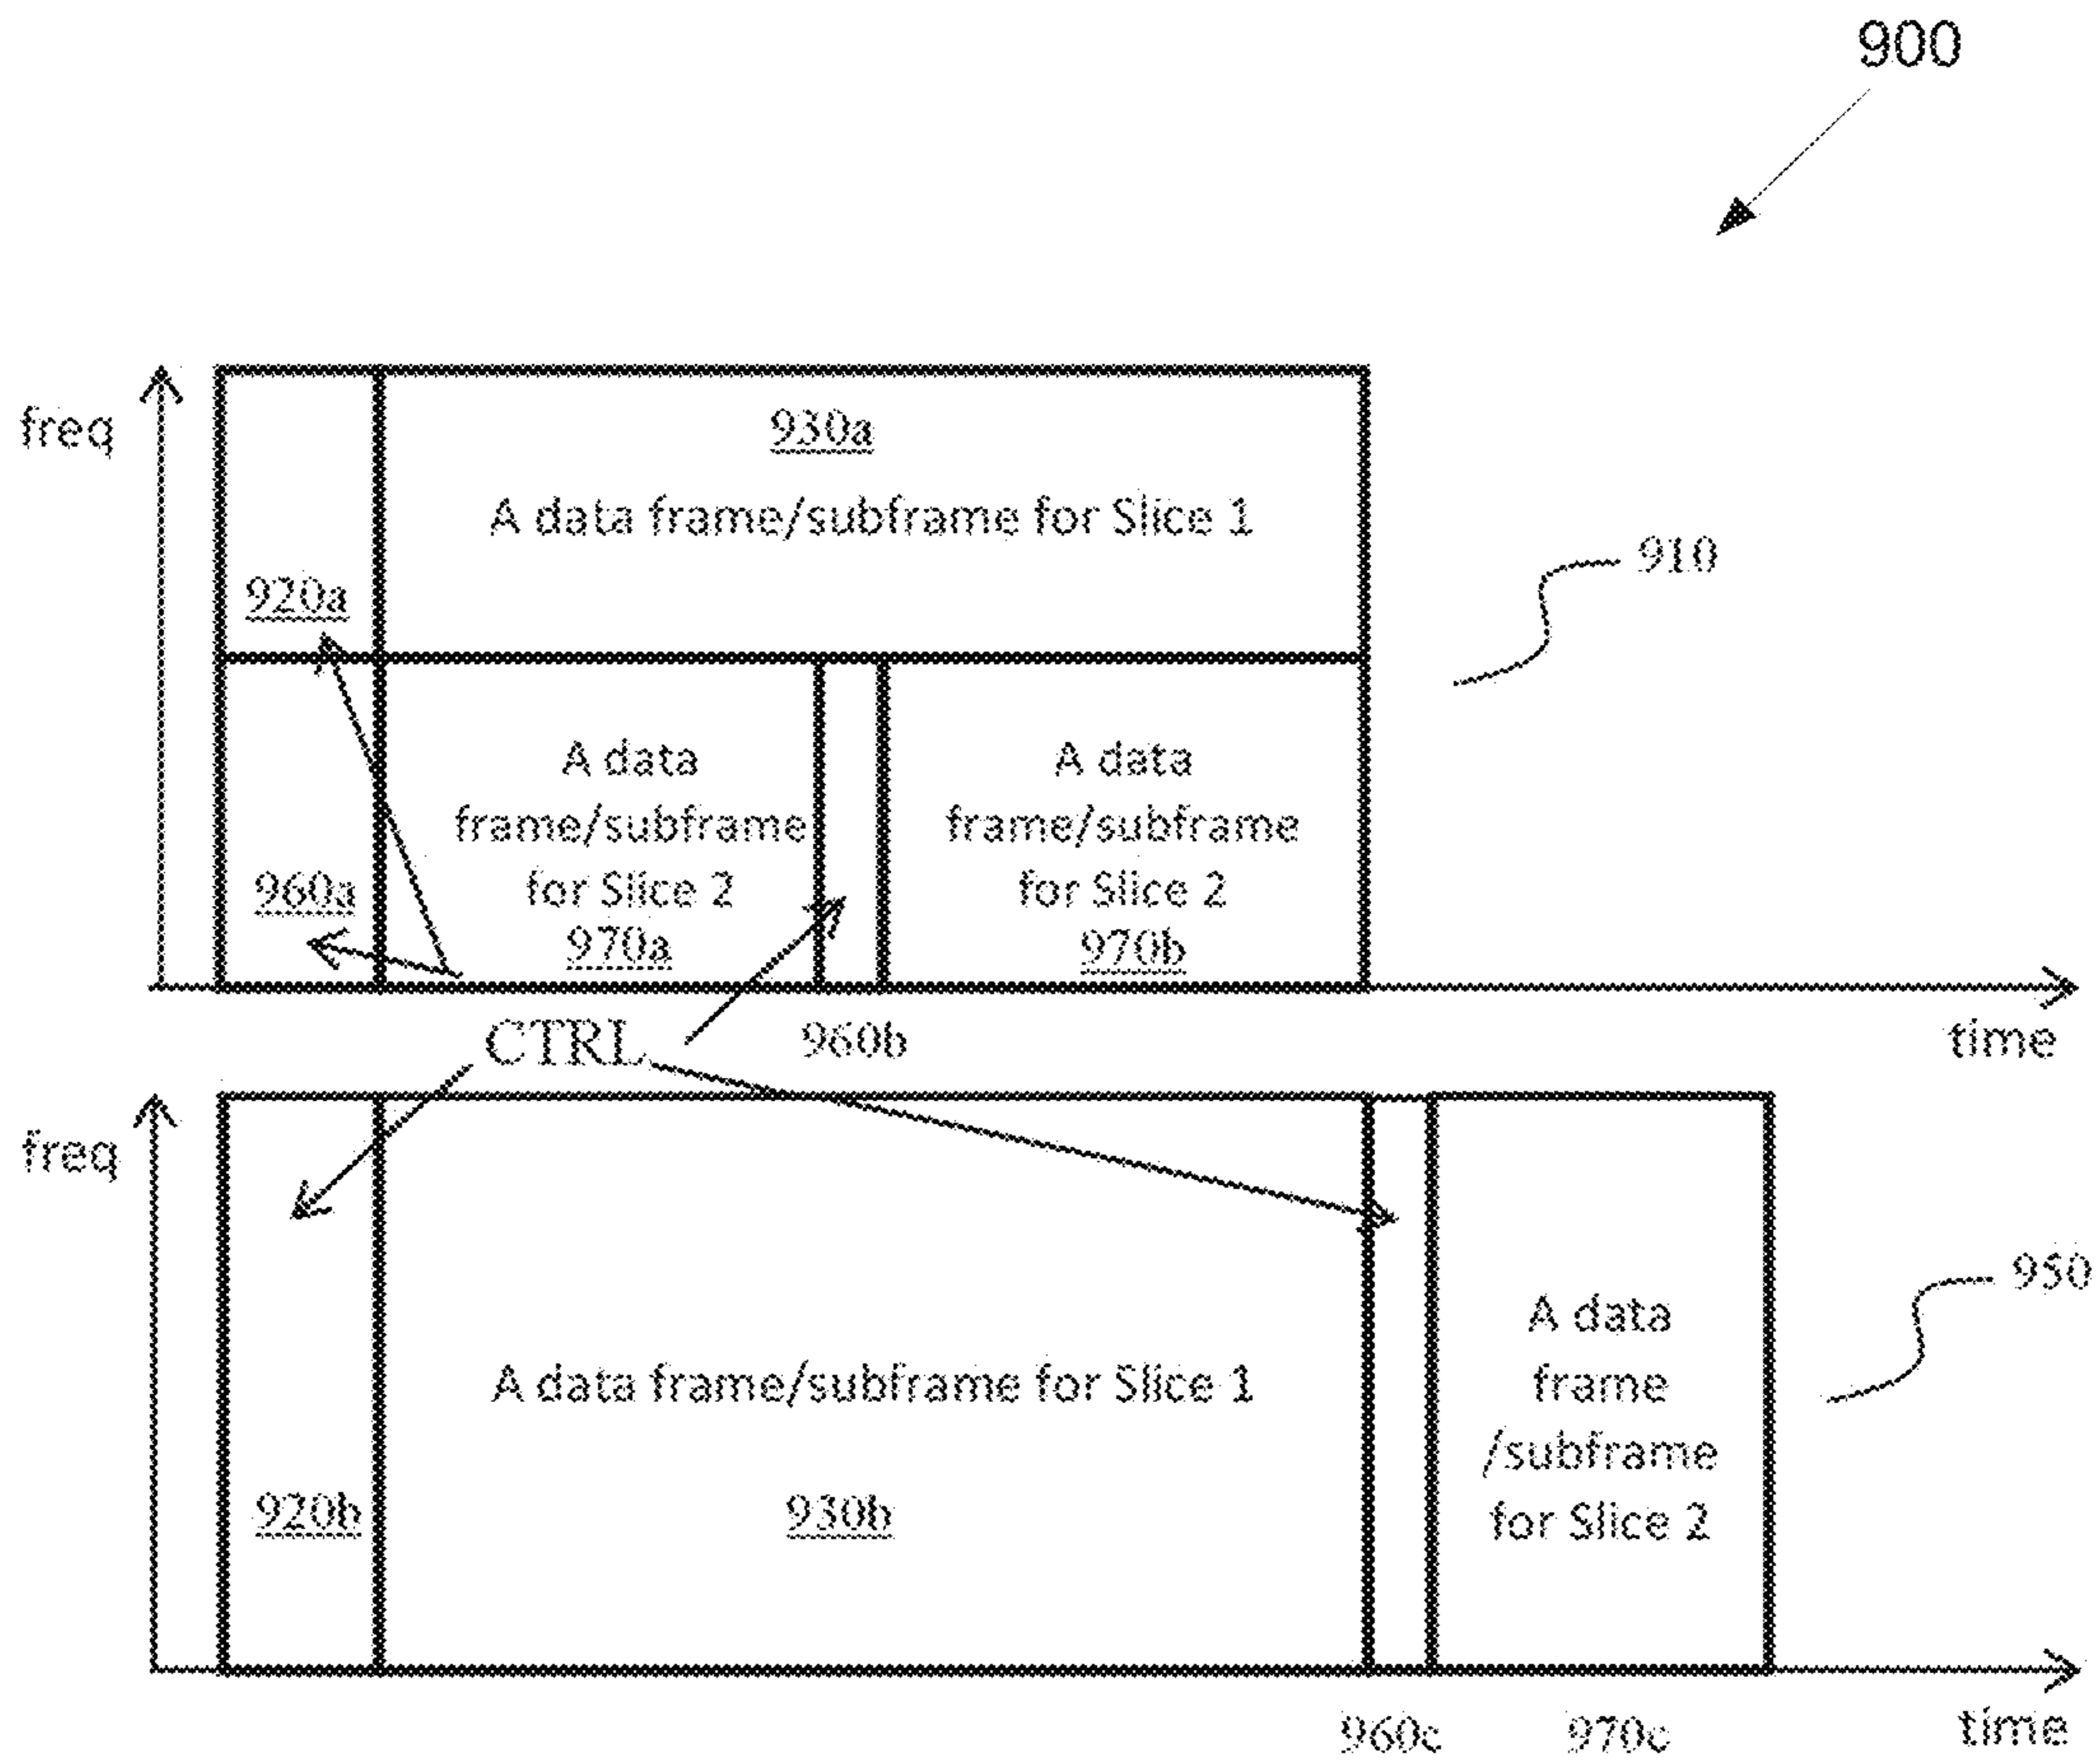 900
freq
930a
A data frame/subframe for Slice 1
910
920a
A data
frame/subframe
for Slice 2
970a
A data
frame/subframe
for Slice 2
970b
960a
CTRL
960b
time
freq
950
A data frame/subframe for Slice 1
930b
920b
A data
frame
/subframe
for Slice 2
960c
970c
time